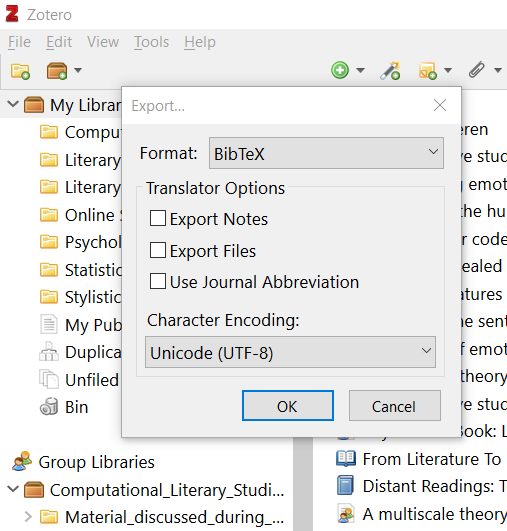 Zotero
File Edit View Tools Help
Export...
Format: BibTeX
Translator Options
Export Notes
Export Files
Use Journal Abbreviation
Character Encoding:
Unicode (UTF-8)
OK Cancel
My Librar
Compu
Literary
Literary
Online S
Psychol
Statistic
Stylistic
My Pub
Duplica
Unfiled
Bin
Group Libraries
Computational_Literary_Studi...
Material_discussed_during_...
eren
ve stud
g emot
the hu
r code
ealed
atures
ne sent
f emot
theory
ve stud
Book: L
From Literature To
Distant Readings: T
A multiscale theory